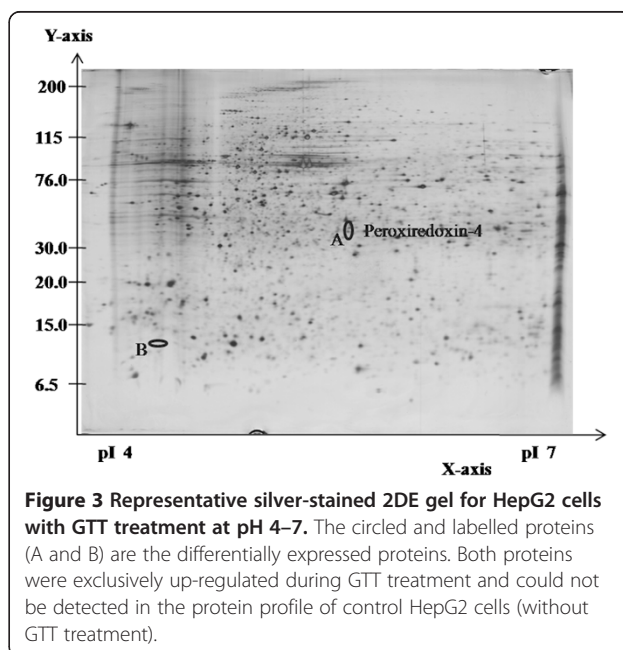 Y-axis
200
115
76.0
A Peroxiredoxin-4
30.0
20.0
15.0
B
6.5
pI 4
pI 7
X-axis
Figure 3 Representative silver-stained 2DE gel for HepG2 cells
with GTT treatment at pH 4–7. The circled and labelled proteins
(A and B) are the differentially expressed proteins. Both proteins
were exclusively up-regulated during GTT treatment and could not
be detected in the protein profile of control HepG2 cells (without
GTT treatment).